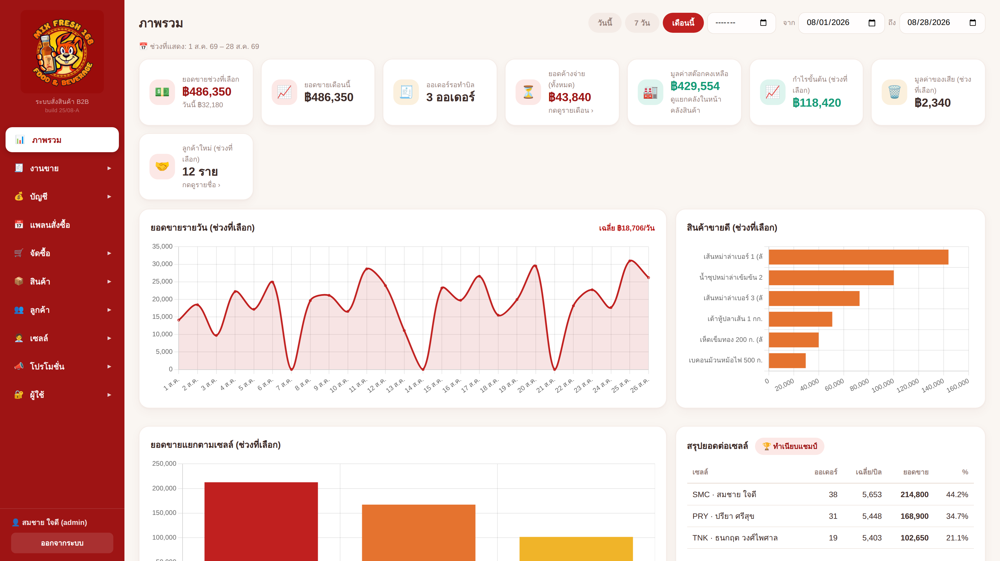 MIX FRESH 168
FOOD & BEVERAGE
ระบบสั่งสินค้า B2B
build 25/08-A
ภาพรวม
งานขาย
บัญชี
แพลนสั่งซื้อ
จัดซื้อ
สินค้า
ลูกค้า
เซลล์
โปรโมชั่น
ผู้ใช้
สมชาย ใจดี (admin)
ออกจากระบบ
ภาพรวม
วันนี้
7 วัน
เดือนนี้
-------
จาก
08/01/2026
ถึง
08/28/2026
ช่วงที่แสดง: 1 ส.ค. 69 – 28 ส.ค. 69
ยอดขายช่วงที่เลือก
฿486,350
วันนี้ ฿32,180
ยอดขายเดือนนี้
฿486,350
ออเดอร์รอทำบิล
3 ออเดอร์
ยอดค้างจ่าย
(ทั้งหมด)
฿43,840
กดดูรายเดือน ›
มูลค่าสต๊อกคงเหลือ
฿429,554
ดูแยกคลังในหน้า
คลังสินค้า
กำไรขั้นต้น (ช่วงที่
เลือก)
฿118,420
มูลค่าของเสีย (ช่วง
ที่เลือก)
฿2,340
ลูกค้าใหม่ (ช่วงที่
เลือก)
12 ราย
กดดูรายชื่อ ›
ยอดขายรายวัน (ช่วงที่เลือก)
เฉลี่ย ฿18,706/วัน
35,000
30,000
25,000
20,000
15,000
10,000
5,000
0
1 ส.ค.
2 ส.ค.
3 ส.ค.
4 ส.ค.
5 ส.ค.
6 ส.ค.
7 ส.ค.
8 ส.ค.
9 ส.ค.
10 ส.ค.
11 ส.ค.
12 ส.ค.
13 ส.ค.
14 ส.ค.
15 ส.ค.
16 ส.ค.
17 ส.ค.
18 ส.ค.
19 ส.ค.
20 ส.ค.
21 ส.ค.
22 ส.ค.
23 ส.ค.
24 ส.ค.
25 ส.ค.
26 ส.ค.
สินค้าขายดี (ช่วงที่เลือก)
เส้นหม่าล่าเบอร์ 1 (ลั
น้ำซุปหม่าล่าเข้มข้น 2
เส้นหม่าล่าเบอร์ 3 (ลั
เต้าหู้ปลาเส้น 1 กก.
เห็ดเข็มทอง 200 ก. (ลั
เบคอนม้วนหม้อไฟ 500 ก.
0
20,000
40,000
60,000
80,000
100,000
120,000
140,000
160,000
ยอดขายแยกตามเซลล์ (ช่วงที่เลือก)
250,000
200,000
150,000
100,000
50,000
สรุปยอดต่อเซลล์
ทำเนียบแชมป์
เซลล์ ออเดอร์ เฉลี่ย/บิล ยอดขาย %
SMC · สมชาย ใจดี 38 5,653 214,800 44.2%
PRY · ปรียา ศรีสุข 31 5,448 168,900 34.7%
TNK · ธนกฤต วงศ์ไพศาล 19 5,403 102,650 21.1%